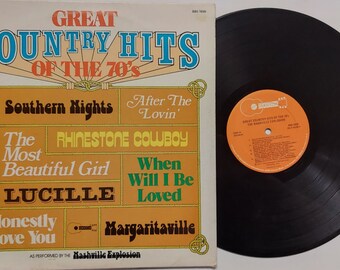 GREAT
COUNTRY HITS
OF THE 70's
Southern Nights
After The
Lovin'
The
Most
Beautiful Girl
RHINESTONE COWBOY
When
Will I Be
Loved
LUCILLE
Honestly
Love You
Margaritaville
AS PERFORMED BY THE Nashville Explosion